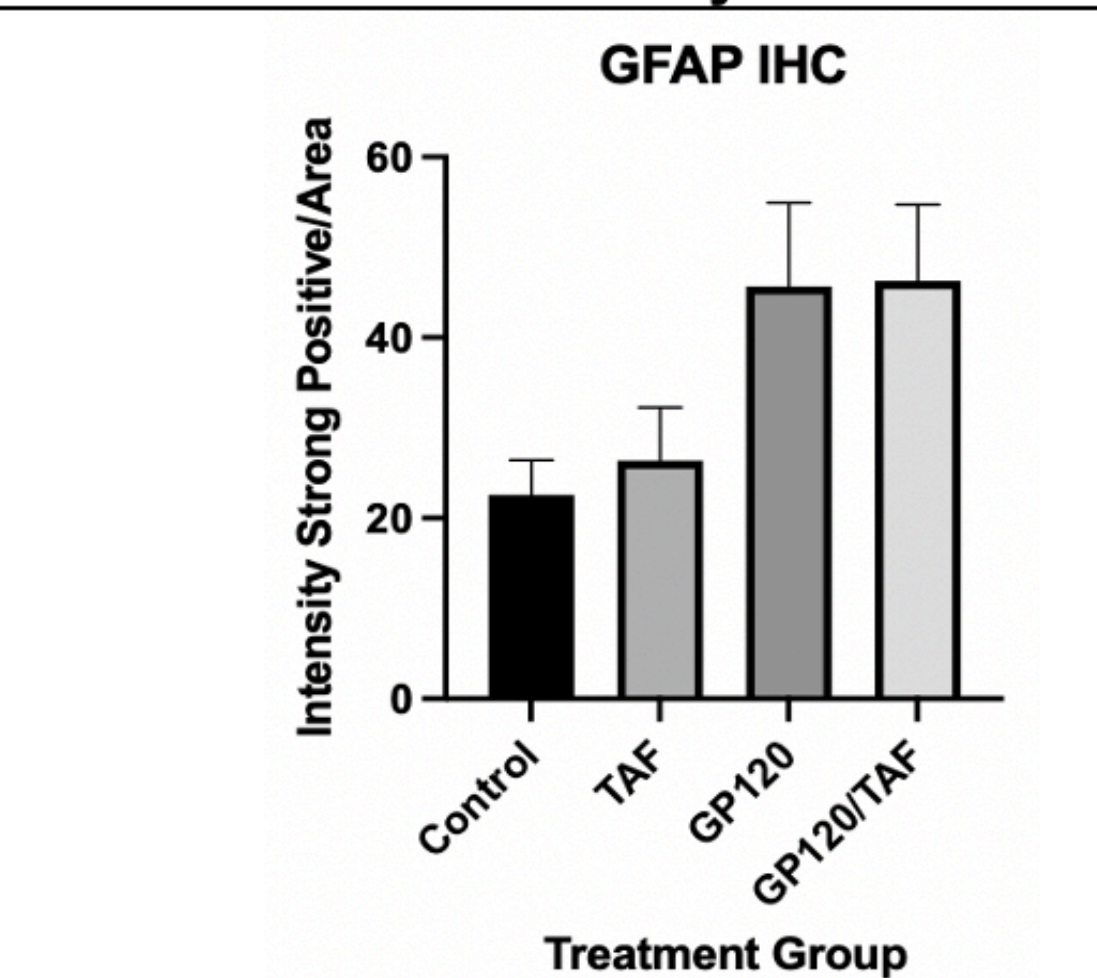 GFAP IHC
Intensity Strong Positive/Area
60
40
20
0
Control
TAF
GP120
GP120/TAF
Treatment Group